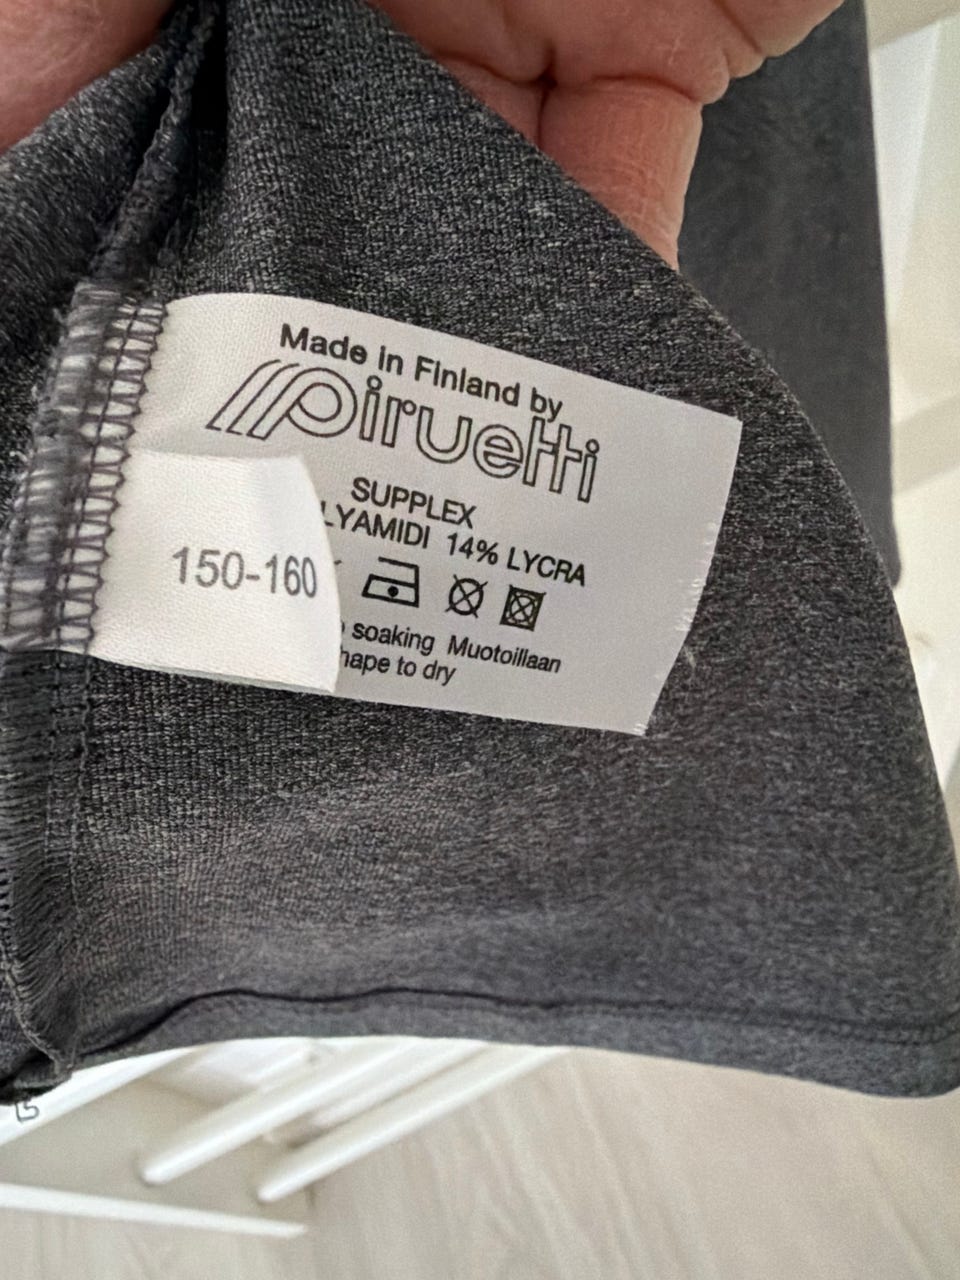 Made in Finland by
piruetti
SUPPLEX
LYAMIDI 14% LYCRA
150-160
soaking Muotoillaan
hape to dry